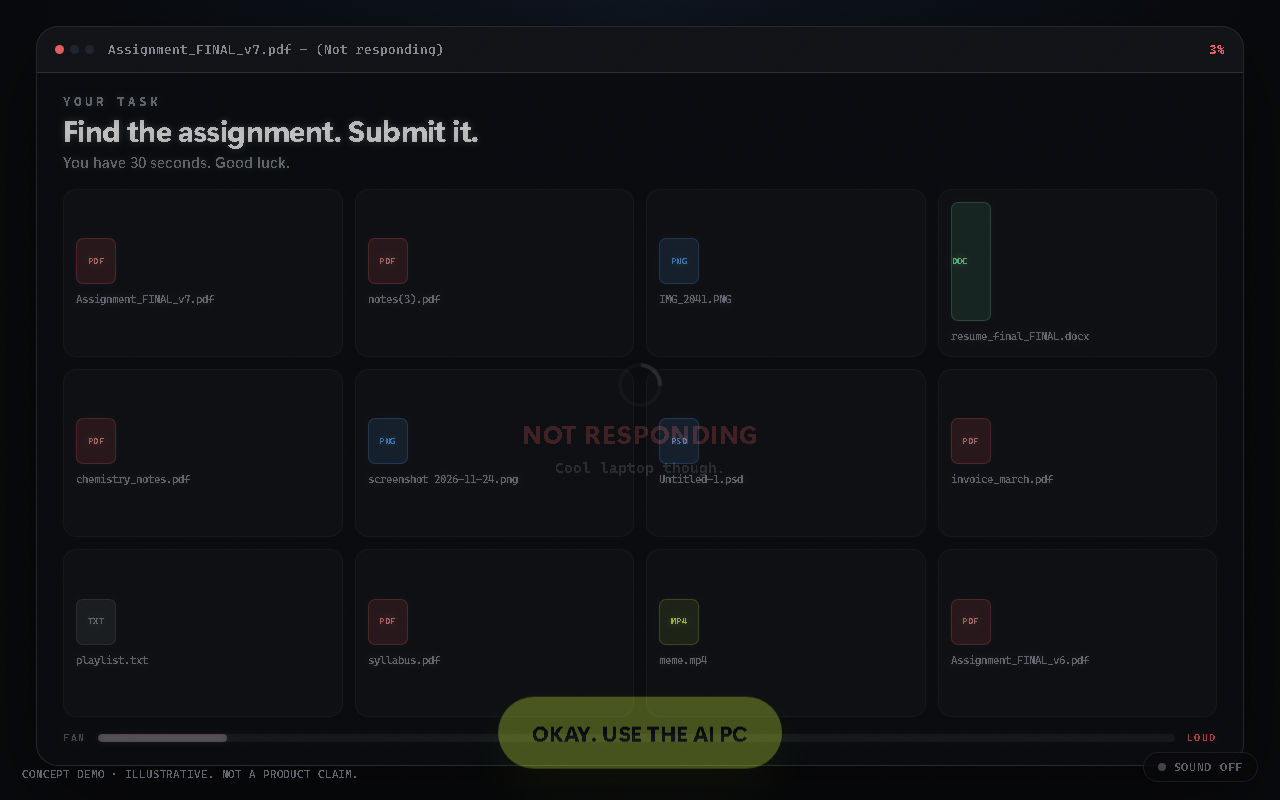 Assignment_FINAL_v7.pdf — (Not responding)
3%
YOUR TASK
Find the assignment. Submit it.
You have 30 seconds. Good luck.
PDF
Assignment_FINAL_v7.pdf
PDF
notes(3).pdf
PNG
IMG_2041.PNG
resume_final_FINAL.docx
PDF
chemistry_notes.pdf
PNG
screenshot 2026-11-24.png
PSD
Untitled-1.psd
PDF
invoice_march.pdf
NOT RESPONDING
Cool laptop though.
TXT
playlist.txt
PDF
syllabus.pdf
MP4
meme.mp4
PDF
Assignment_FINAL_v6.pdf
OKAY. USE THE AI PC
FAN
LOUD
CONCEPT DEMO · ILLUSTRATIVE. NOT A PRODUCT CLAIM.
SOUND OFF